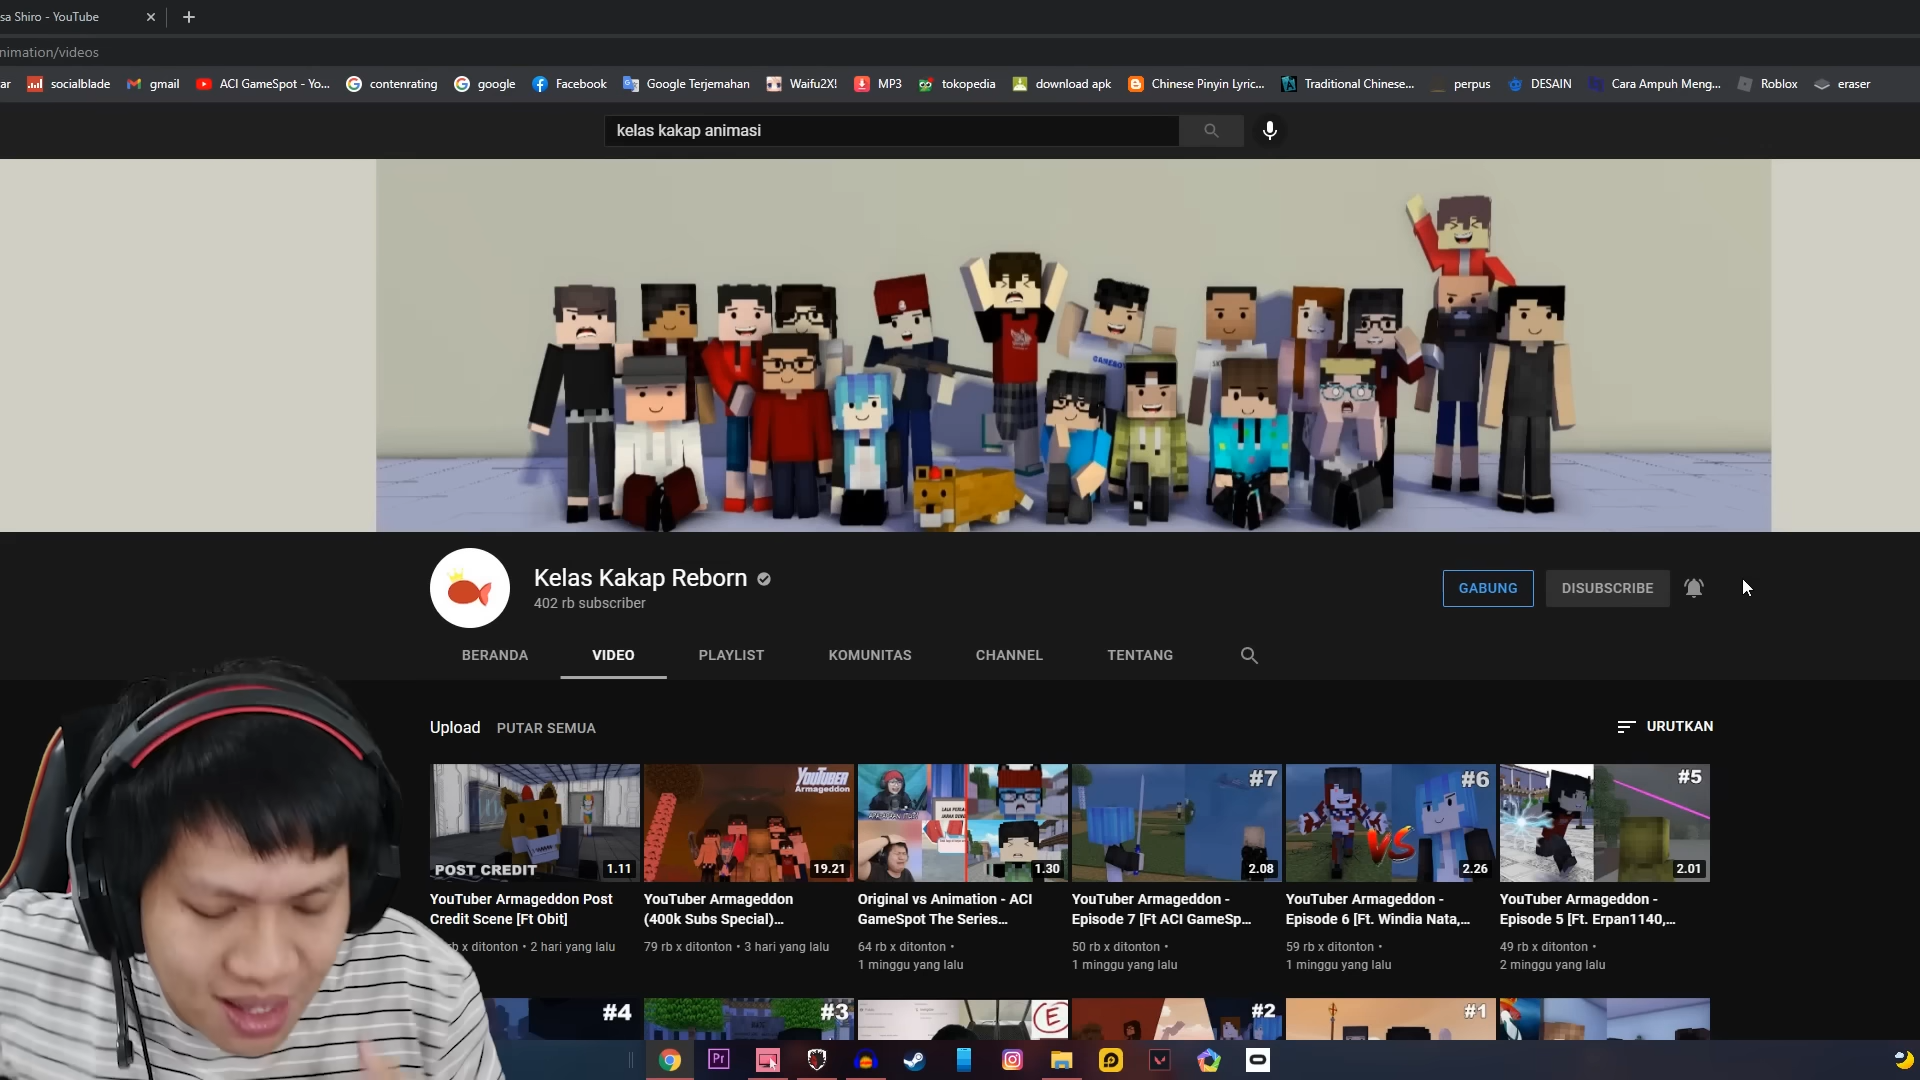 sa Shiro - YouTube
nimation/videos
ar socialblade gmail ACI GameSpot - Yo... contenrating google Facebook Google Terjemahan Waifu2X! MP3 tokopedia download apk Chinese Pinyin Lyric... Traditional Chinese... perpus DESAIN Cara Ampuh Meng... Roblox eraser
kelas kakap animasi
Kelas Kakap Reborn
402 rb subscriber
GABUNG DISUBSCRIBE
BERANDA VIDEO PLAYLIST KOMUNITAS CHANNEL TENTANG
Upload PUTAR SEMUA
URUTKAN
POST CREDIT
1.11
YouTuber Armageddon Post
Credit Scene [Ft Obit]
rb x ditonton • 2 hari yang lalu
YouTuber
Armageddon
19.21
YouTuber Armageddon
(400k Subs Special)...
79 rb x ditonton • 3 hari yang lalu
1.30
Original vs Animation - ACI
GameSpot The Series...
64 rb x ditonton •
1 minggu yang lalu
#7
2.08
YouTuber Armageddon -
Episode 7 [Ft ACI GameSp...
50 rb x ditonton •
1 minggu yang lalu
#6
VS
2.26
YouTuber Armageddon -
Episode 6 [Ft. Windia Nata,...
59 rb x ditonton •
1 minggu yang lalu
#5
2.01
YouTuber Armageddon -
Episode 5 [Ft. Erpan1140,...
49 rb x ditonton •
2 minggu yang lalu
#4
#3
E
#2
#1
Pr